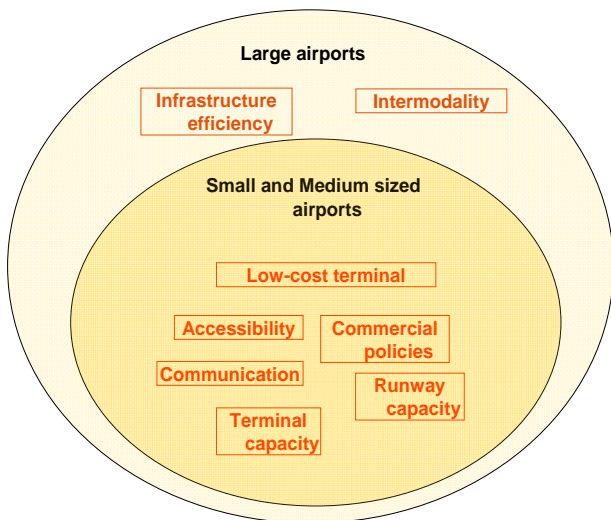 Large airports
Infrastructure
efficiency
Intermodality
Small and Medium sized
airports
Low-cost terminal
Accessibility
Commercial
policies
Communication
Runway
capacity
Terminal
capacity